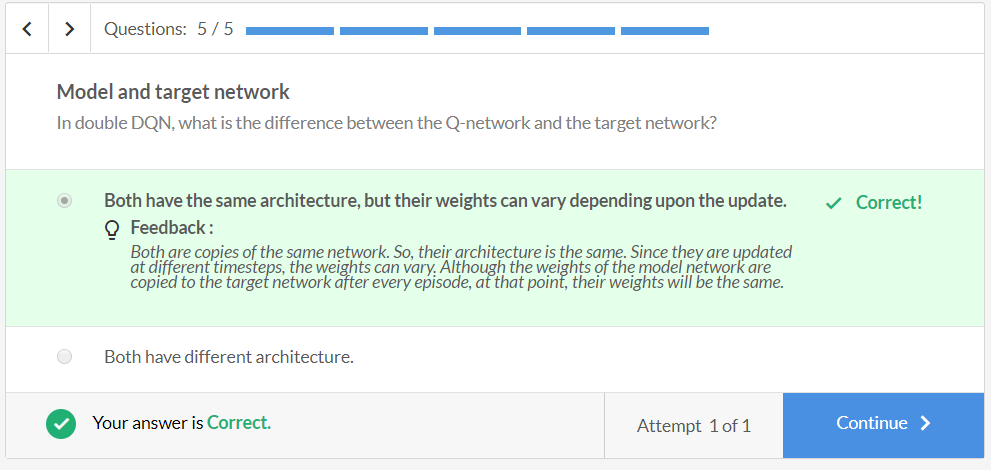 Questions: 5 / 5
Model and target network
In double DQN, what is the difference between the Q-network and the target network?
Both have the same architecture, but their weights can vary depending upon the update.
Correct!
Feedback :
Both are copies of the same network. So, their architecture is the same. Since they are updated
at different timesteps, the weights can vary. Although the weights of the model network are
copied to the target network after every episode, at that point, their weights will be the same.
Both have different architecture.
Your answer is Correct.
Attempt 1 of 1
Continue